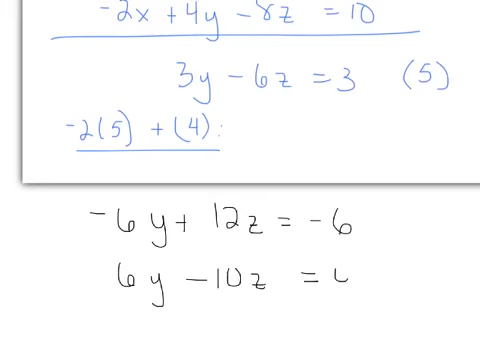 -2x + 4y - 8z = 10
3y - 6z = 3 (5)
-2(5) + (4):
-6y + 12z = -6
6y - 10z =